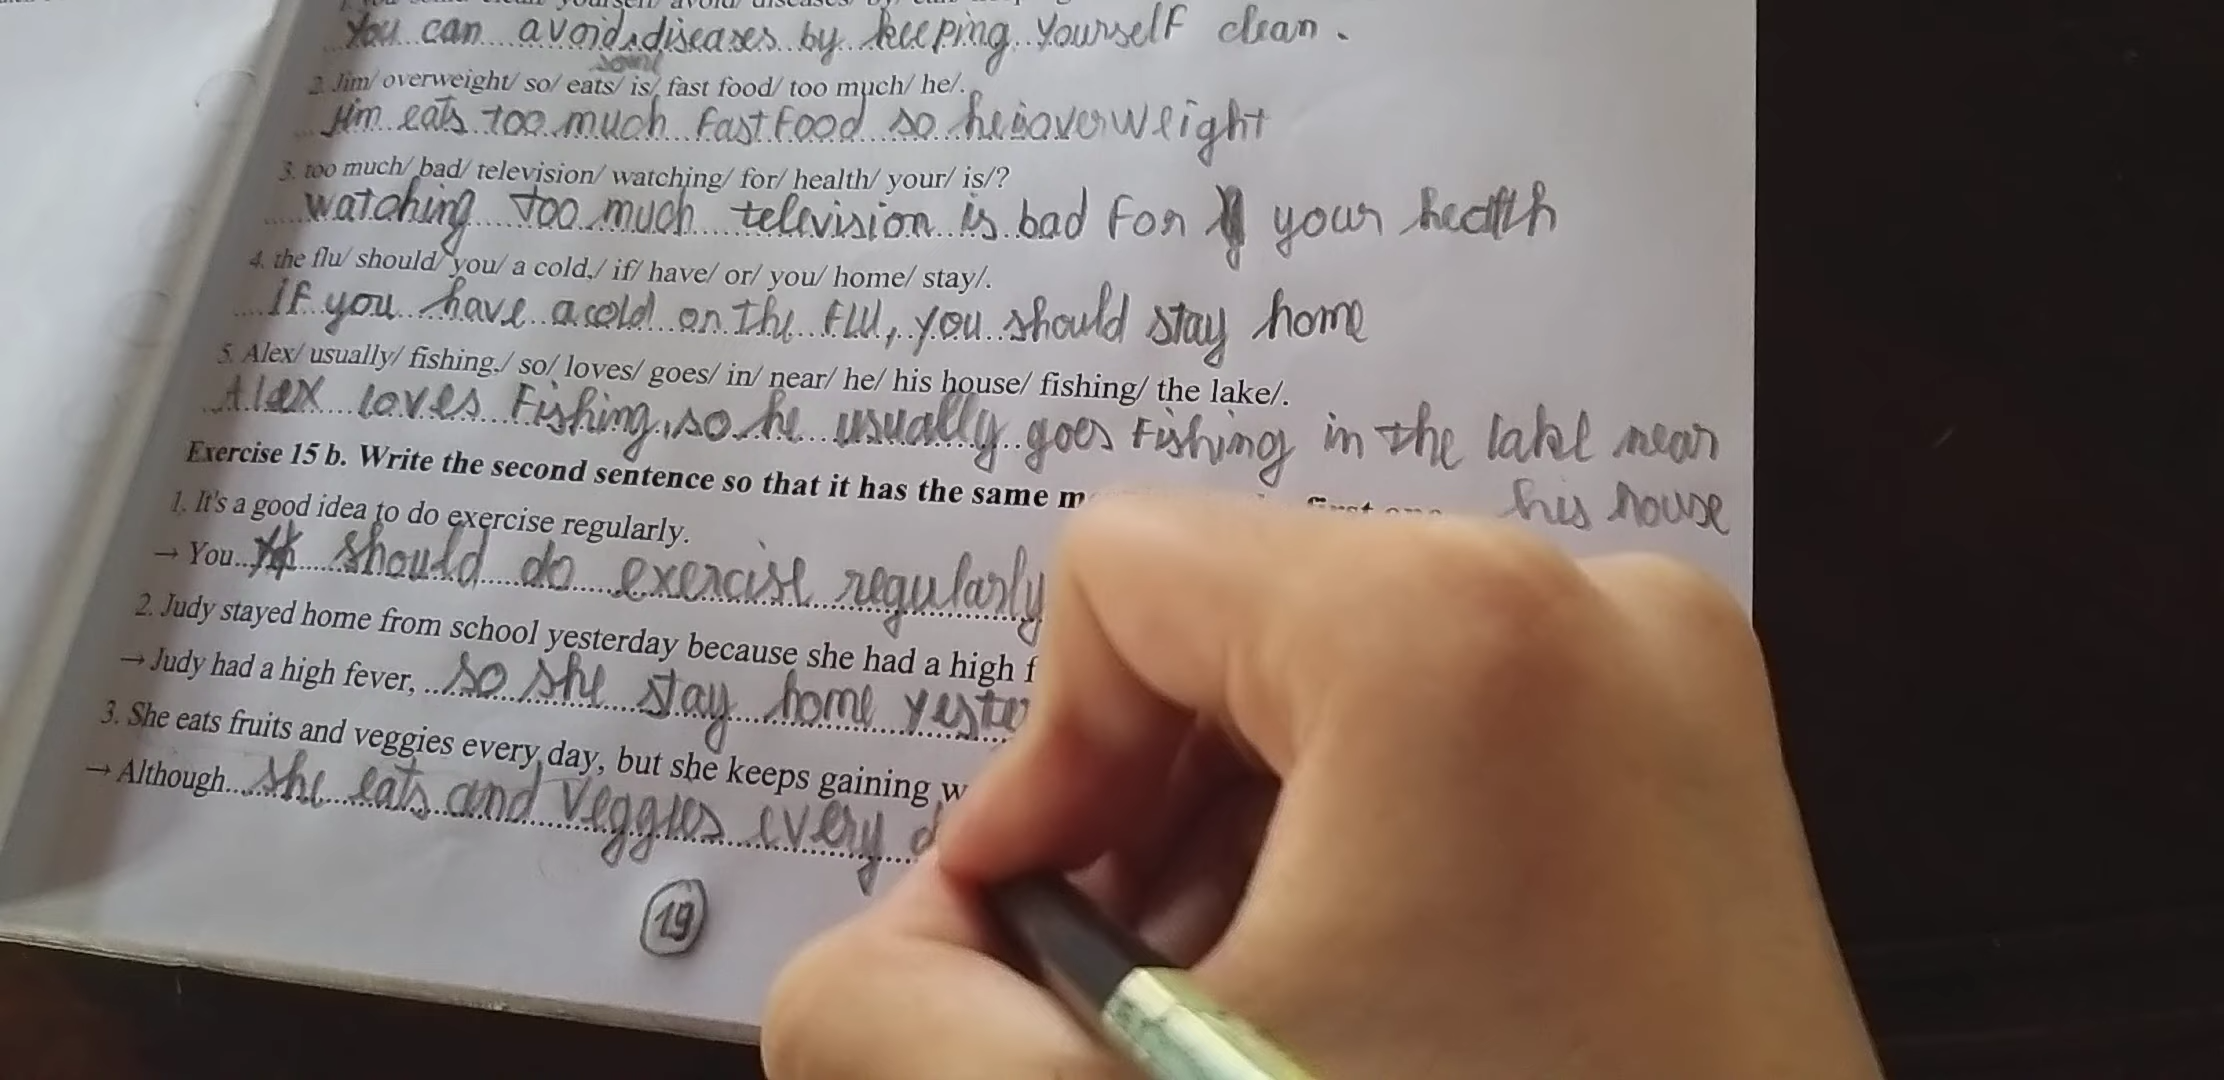 You can avoid some diseases by keeping yourself clean.
2. Jim/ overweight/ so/ eats/ is/ fast food/ too much/ he/.
Jim eats too much fast food so he is overweight
3. too much/ bad/ television/ watching/ for/ health/ your/ is/?
watching too much television is bad For your health
4. the flu/ should/ you/ a cold,/ if/ have/ or/ you/ home/ stay/.
If you have a cold or the flu, you should stay home
5. Alex/ usually/ fishing,/ so/ loves/ goes/ in/ near/ he/ his house/ fishing/ the lake/.
Alex loves Fishing, so he usually goes Fishing in the lake near
his house
Exercise 15 b. Write the second sentence so that it has the same
1. It's a good idea to do exercise regularly.
→ You should do exercise regularly
2. Judy stayed home from school yesterday because she had a high
→ Judy had a high fever, so she stay home
3. She eats fruits and veggies every day, but she keeps gaining
→ Although she eats and veggies every
19